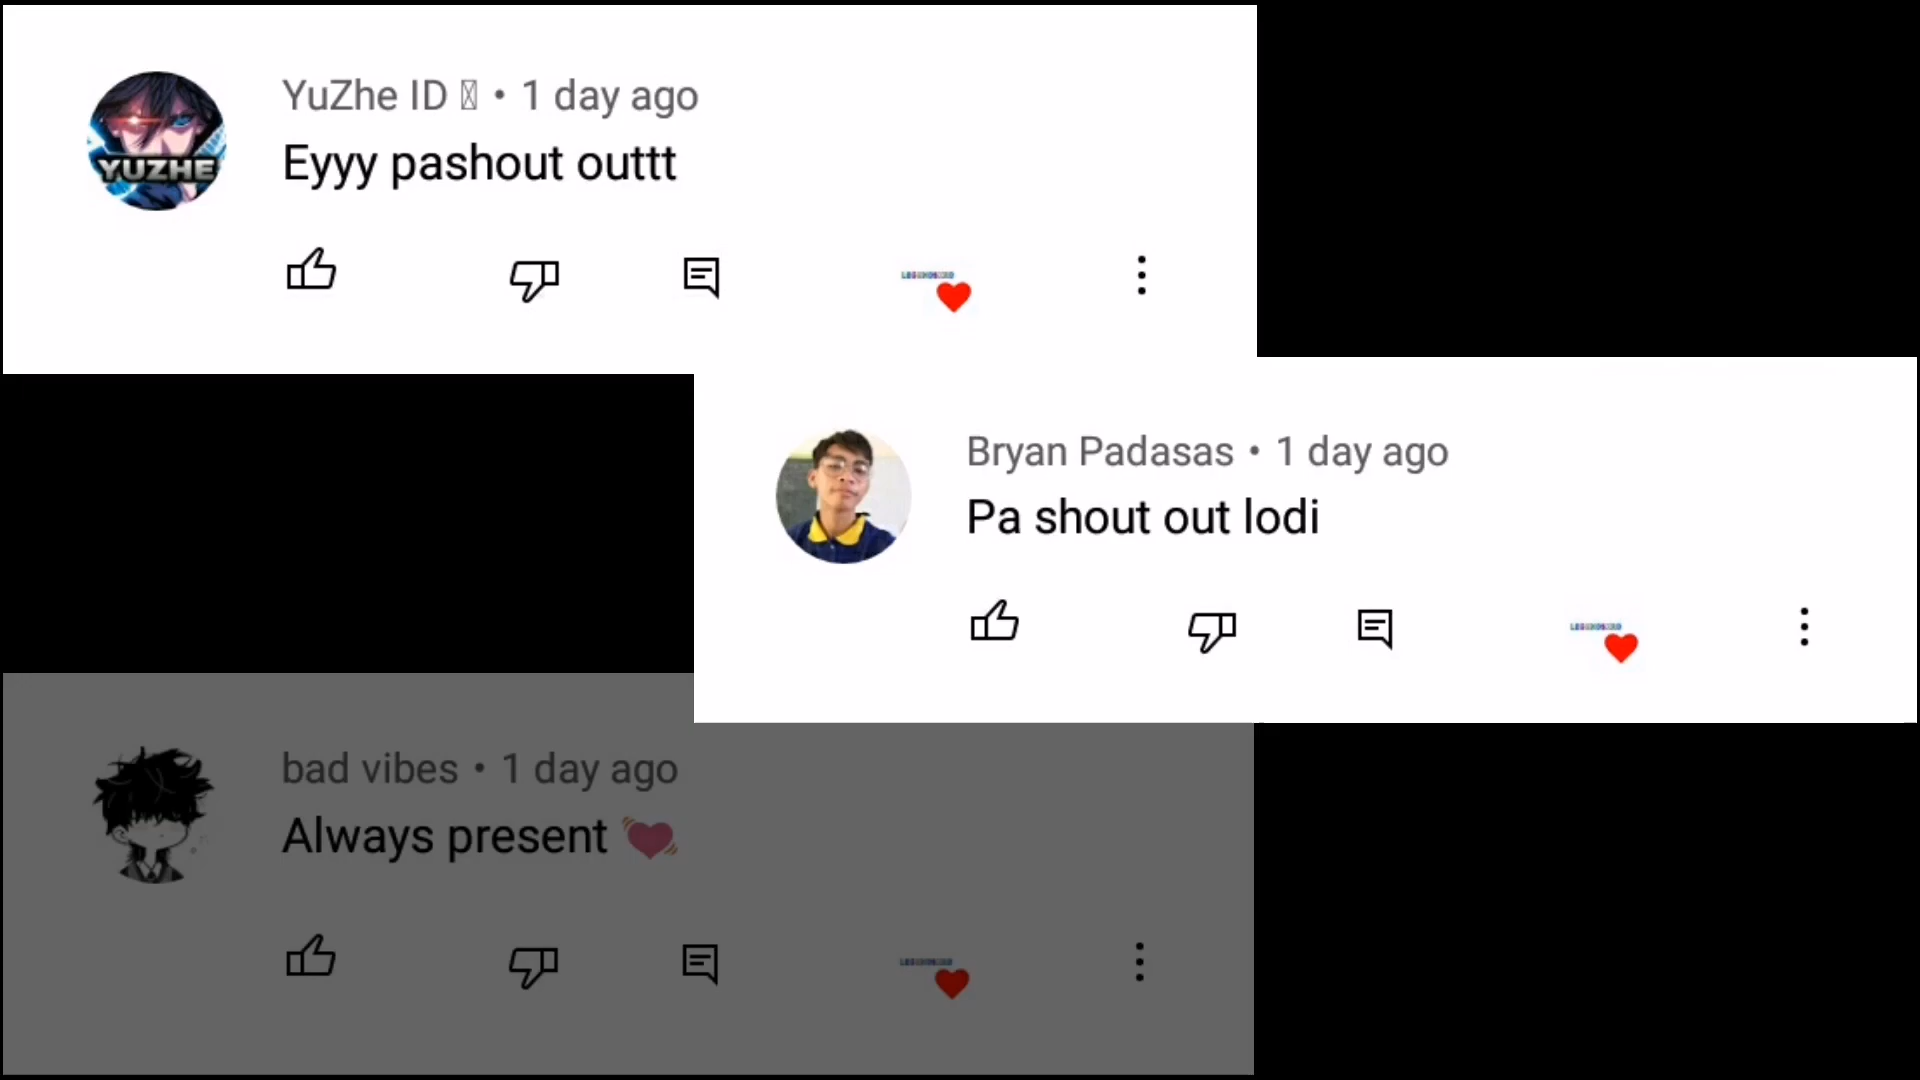 YuZhe ID • 1 day ago
Eyyy pashout outtt
YUZHE
Bryan Padasas • 1 day ago
Pa shout out lodi
bad vibes • 1 day ago
Always present 💓